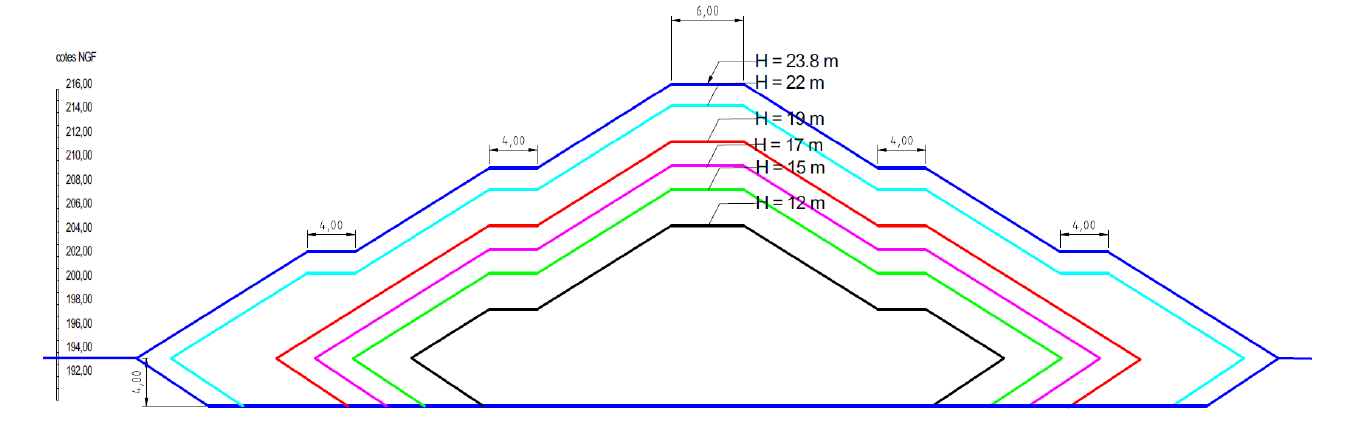 6,00
cotes NGF
H = 23.8 m
216,00
H = 22 m
214,00
H = 19 m
212,00
4,00
4,00
H = 17 m
210,00
H = 15 m
208,00
206,00
H = 12 m
204,00
4,00
4,00
202,00
200,00
198,00
196,00
194,00
192,00
4,00